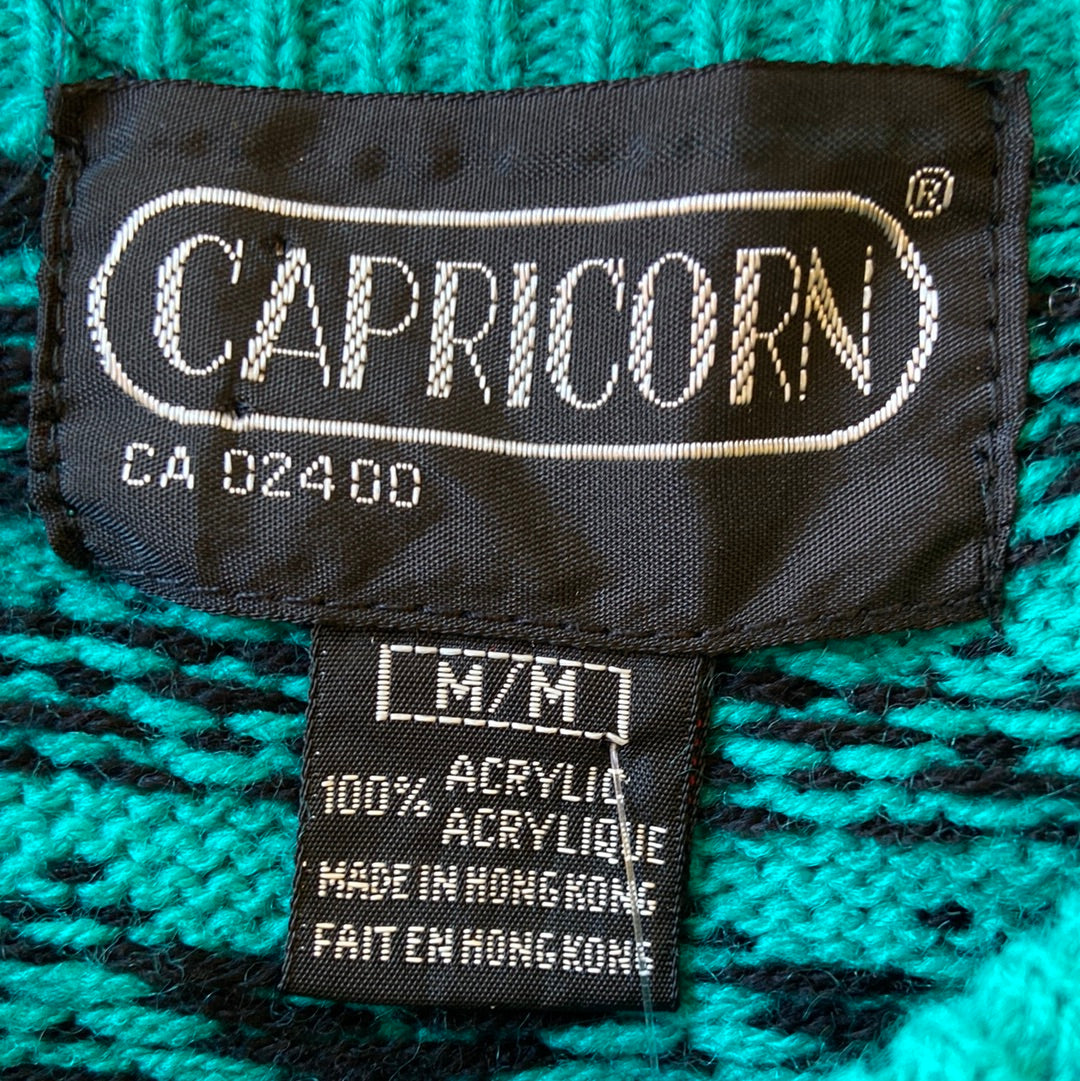 CAPRICORN®
CA 02400
M/M
100% ACRYLIC
ACRYLIQUE
MADE IN HONG KONG
FAIT EN HONG KONG